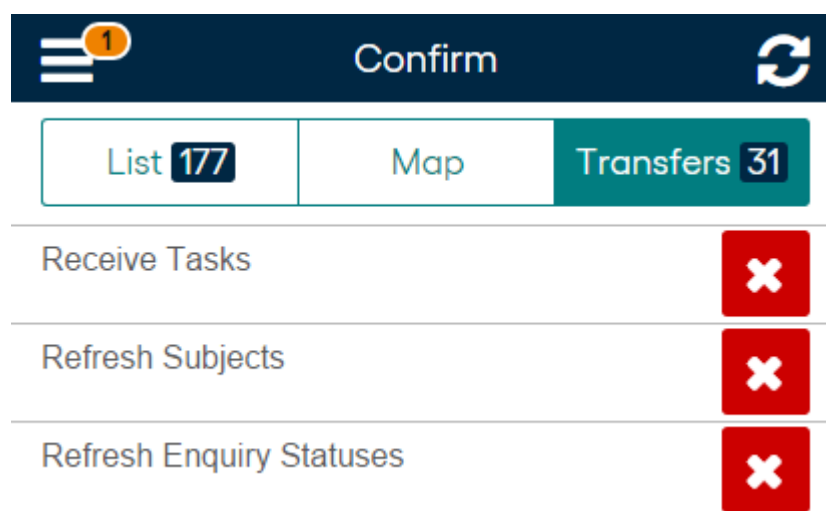 1
Confirm
List 177 Map Transfers 31
Receive Tasks
Refresh Subjects
Refresh Enquiry Statuses